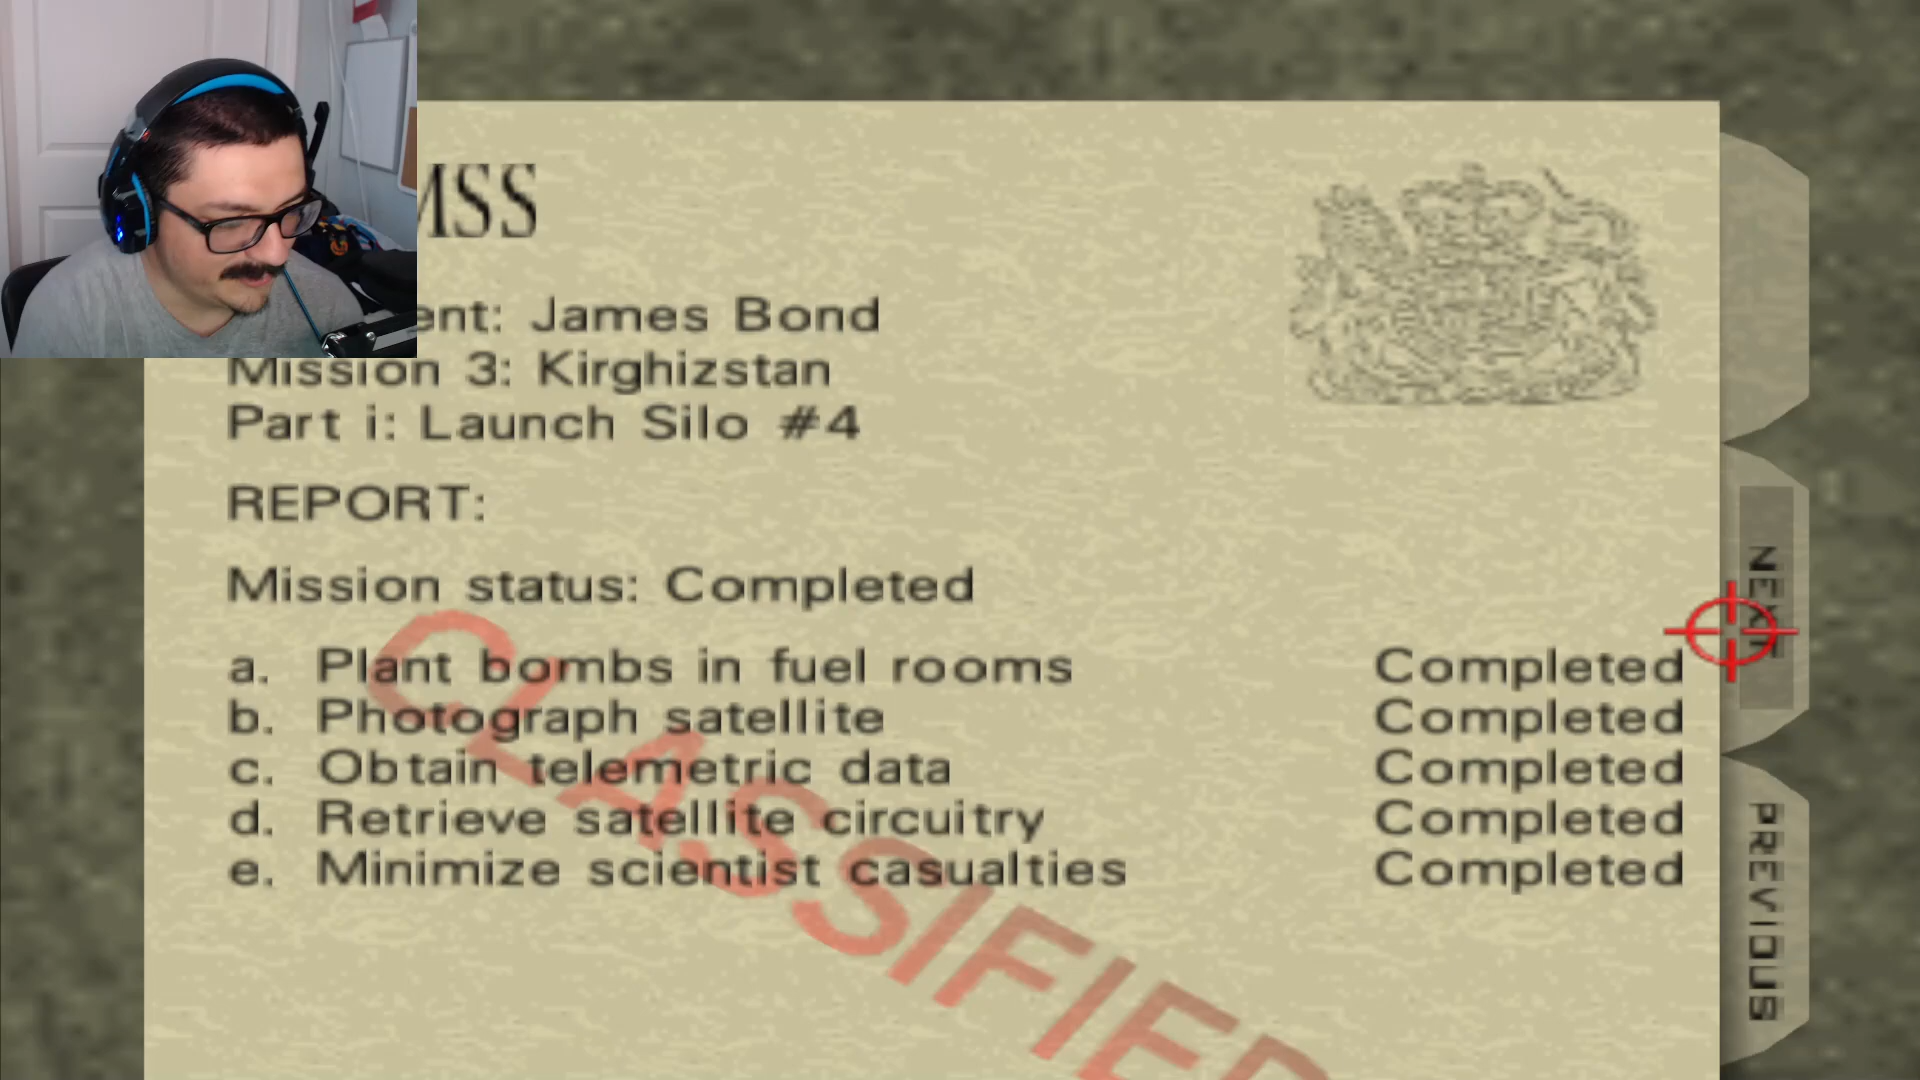 MSS
ent: James Bond
Mission 3: Kirghizstan
Part i: Launch Silo #4
REPORT:
Mission status: Completed
a. Plant bombs in fuel rooms Completed
b. Photograph satellite Completed
c. Obtain telemetric data Completed
d. Retrieve satellite circuitry Completed
e. Minimize scientist casualties Completed
CLASSIFIED
NEXT
PREVIOUS